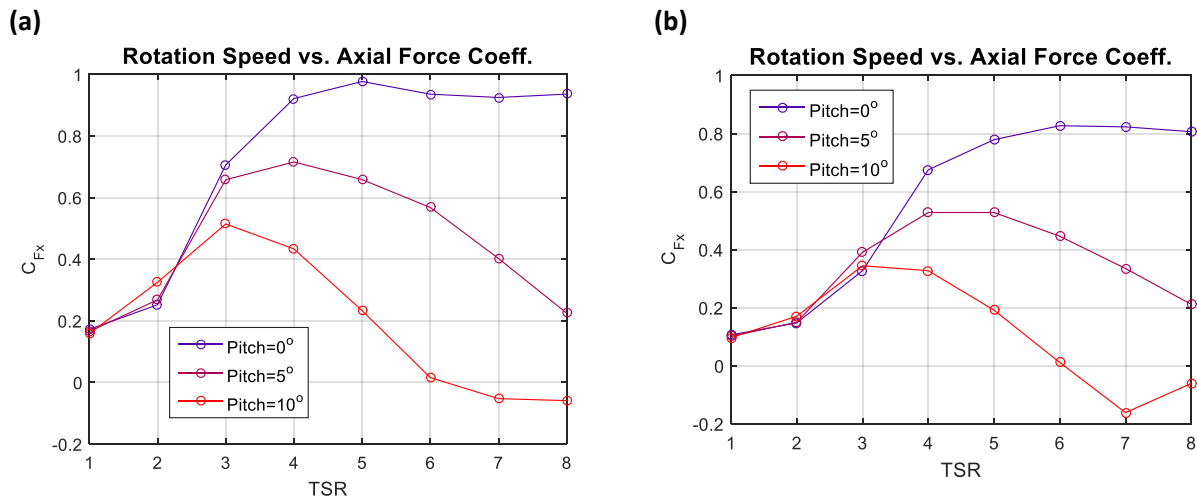 (a)
Rotation Speed vs. Axial Force Coeff.
1
0.8
0.6
0.4
0.2
0
-0.2
C_Fx
Pitch=0°
Pitch=5°
Pitch=10°
1 2 3 4 5 6 7 8
TSR
(b)
Rotation Speed vs. Axial Force Coeff.
1
0.8
0.6
0.4
0.2
0
-0.2
C_Fx
Pitch=0°
Pitch=5°
Pitch=10°
1 2 3 4 5 6 7 8
TSR